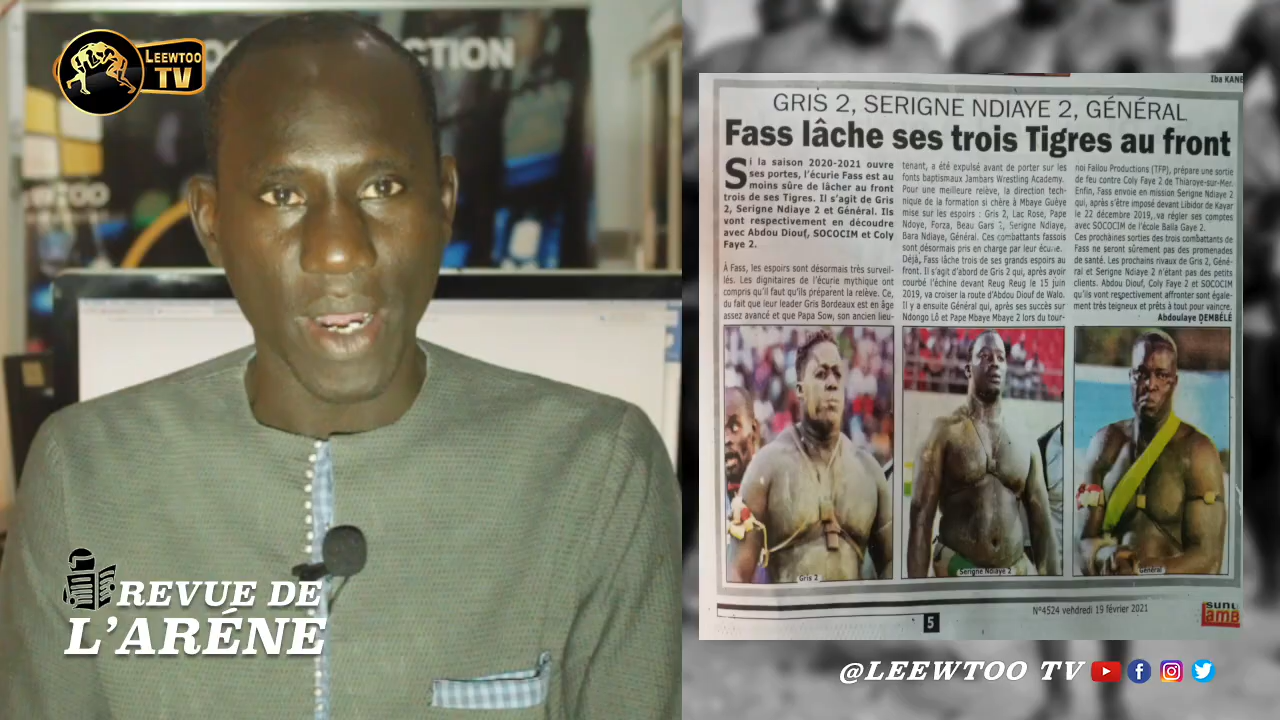 LEEWTOO
TV
CTION
REVUE DE
L'ARÉNE
Iba KANE
GRIS 2, SERIGNE NDIAYE 2, GÉNÉRAL
Fass lâche ses trois Tigres au front
Si la saison 2020-2021 ouvre
ses portes, l'écurie Fass est au
moins sûre de lâcher au front
trois de ses Tigres. Il s'agit de Gris
2, Serigne Ndiaye 2 et Général. Ils
vont respectivement en découdre
avec Abdou Diouf, SOCOCIM et Coly
Faye 2.
À Fass, les espoirs sont désormais très surveil-
lés. Les dignitaires de l'écurie mythique ont
compris qu'il faut qu'ils préparent la relève. Ce,
du fait que leur leader Gris Bordeaux est en âge
assez avancé et que Papa Sow, son ancien lieu-
tenant, a été expulsé avant de porter sur les
fonts baptismaux Jambars Wrestling Academy.
Pour une meilleure relève, la direction tech-
nique de la formation si chère à Mbaye Guèye
mise sur les espoirs : Gris 2, Lac Rose, Pape
Ndoye, Forza, Beau Gars 1, Serigne Ndiaye,
Bara Ndiaye, Général. Ces combattants fassois
sont désormais pris en charge par leur écurie.
Déjà, Fass lâche trois de ses grands espoirs au
front. Il s'agit d'abord de Gris 2 qui, après avoir
courbé l'échine devant Reug Reug le 15 juin
2019, va croiser la route d'Abdou Diouf de Walo.
Il y a ensuite Général qui, après ses succès sur
Ndongo Lô et Pape Mbaye Mbaye 2 lors du tour-
noi Fallou Productions (TFP), prépare une sortie
de feu contre Coly Faye 2 de Thiaroye-sur-Mer.
Enfin, Fass envoie en mission Serigne Ndiaye 2
qui, après s'être imposé devant Libidor de Kayar
le 22 décembre 2019, va régler ses comptes
avec SOCOCIM de l'école Balla Gaye 2.
Ces prochaines sorties des trois combattants de
Fass ne seront sûrement pas des promenades
de santé. Les prochains rivaux de Gris 2, Géné-
ral et Serigne Ndiaye 2 n'étant pas des petits
clients. Abdou Diouf, Coly Faye 2 et SOCOCIM
qu'ils vont respectivement affronter sont égale-
ment très teigneux et prêts à tout pour vaincre.
Abdoulaye DEMBÉLÉ
Gris 2
Serigne Ndiaye 2
Général
5
N°4524 vendredi 19 février 2021
sunu
lamb
@LEEWTOO TV